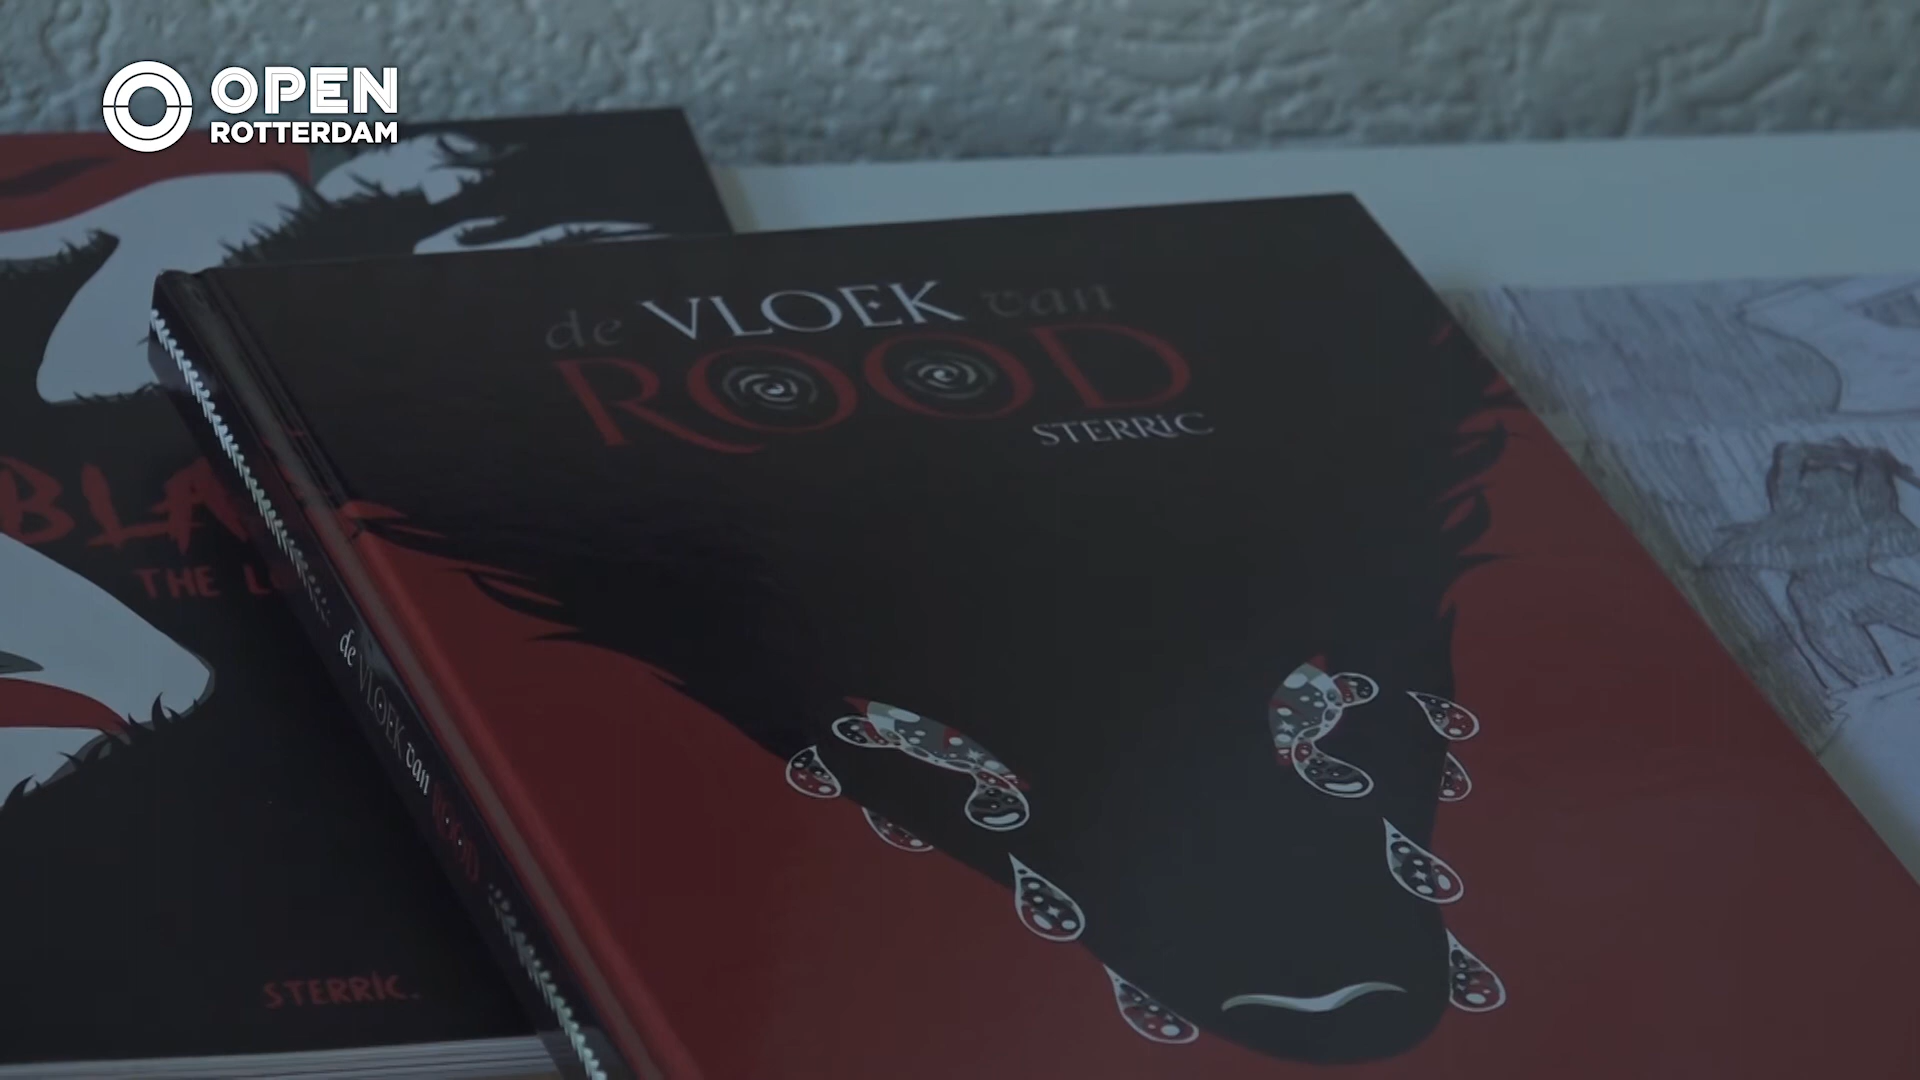 OPEN
ROTTERDAM
de VLOEK van
ROOD
STERRIC
THE
de VLOEK van ROOD
STERRIC.